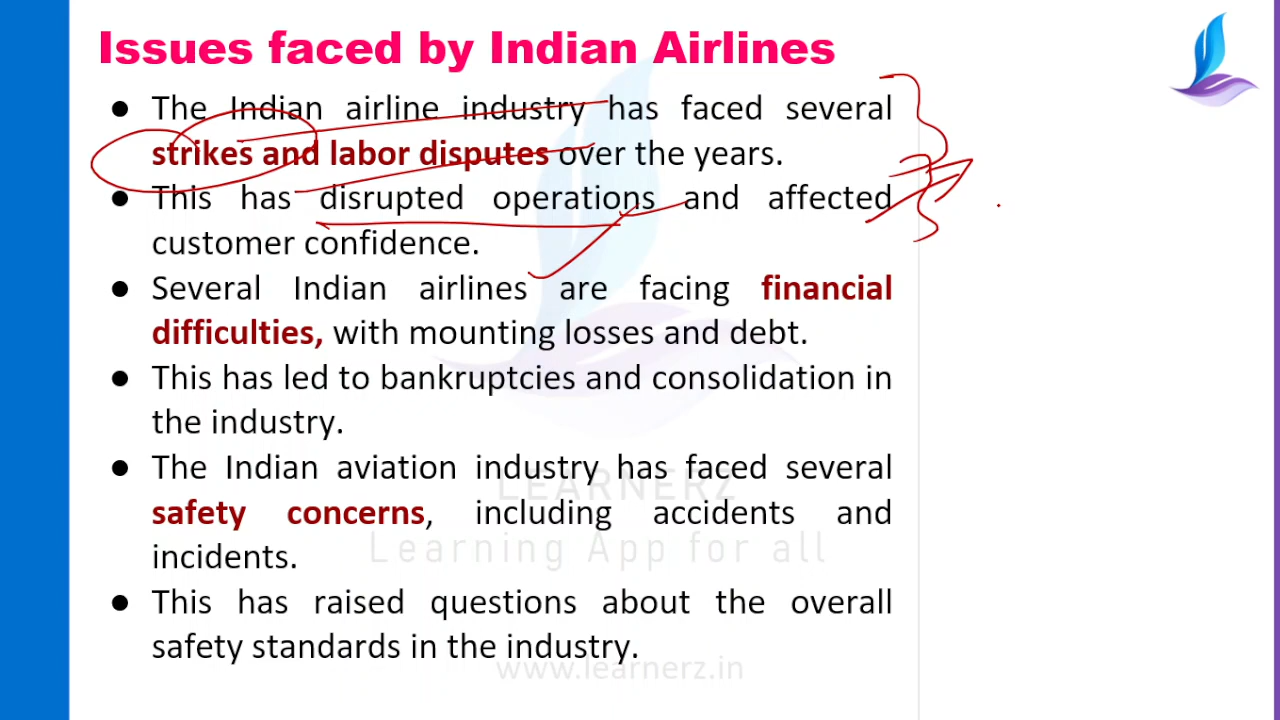 Issues faced by Indian Airlines
● The Indian airline industry has faced several
strikes and labor disputes over the years.
● This has disrupted operations and affected
customer confidence.
● Several Indian airlines are facing financial
difficulties, with mounting losses and debt.
● This has led to bankruptcies and consolidation in
the industry.
● The Indian aviation industry has faced several
LEARNERZ
safety concerns, including accidents and
Learning App for all
incidents.
● This has raised questions about the overall
safety standards in the industry.
www.learnerz.in